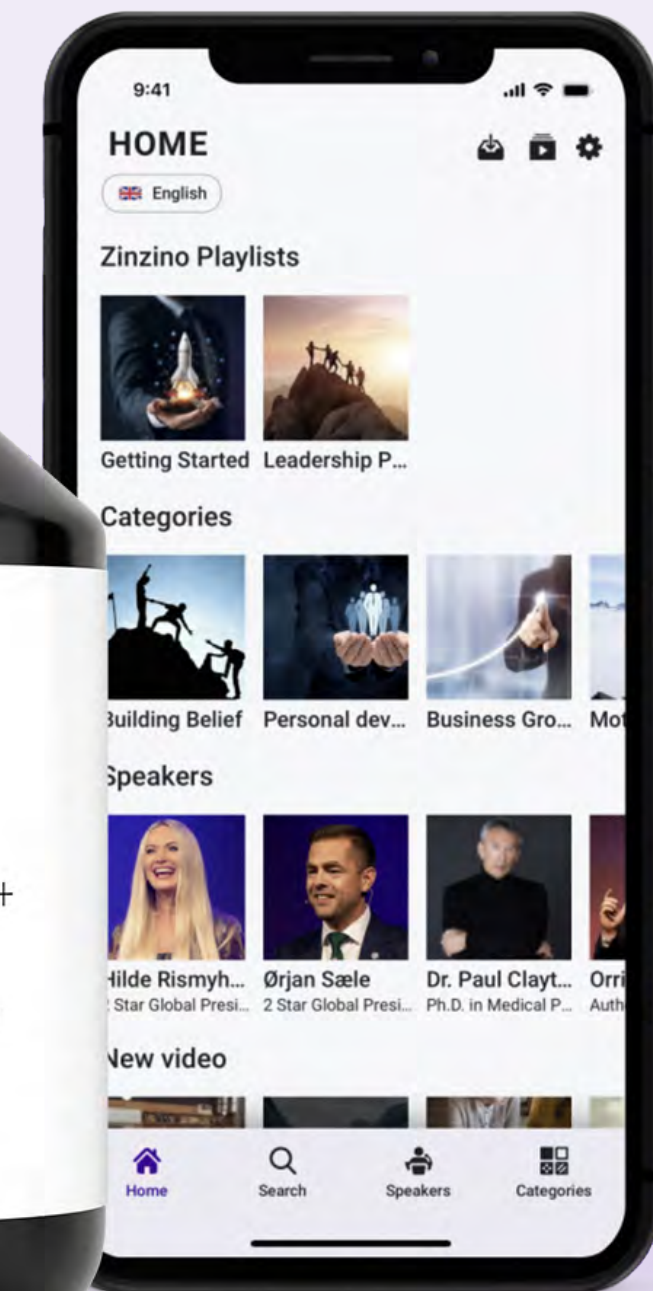 9:41
HOME
English
Zinzino Playlists
Getting Started Leadership P...
Categories
Building Belief Personal dev... Business Gro... Mot
Speakers
Hilde Rismyh... Ørjan Sæle Dr. Paul Clayt... Orri
2 Star Global Presi... 2 Star Global Presi... Ph.D. in Medical P... Auth
New video
Home Search Speakers Categories
+